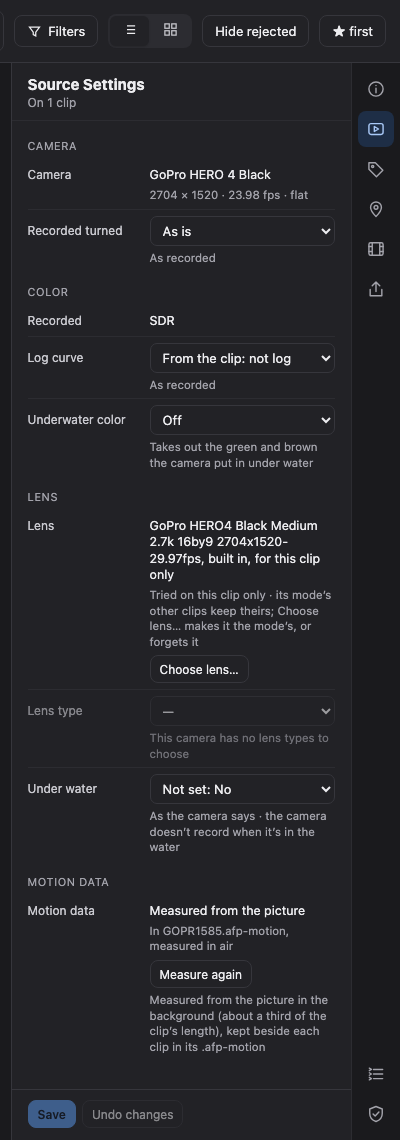 Filters
Hide rejected
★ first
Source Settings
On 1 clip
CAMERA
Camera
GoPro HERO 4 Black
2704 × 1520 · 23.98 fps · flat
Recorded turned
As is
As recorded
COLOR
Recorded
SDR
Log curve
From the clip: not log
As recorded
Underwater color
Off
Takes out the green and brown
the camera put in under water
LENS
Lens
GoPro HERO4 Black Medium
2.7k 16by9 2704x1520-
29.97fps, built in, for this clip
only
Tried on this clip only · its mode's
other clips keep theirs; Choose
lens… makes it the mode's, or
forgets it
Choose lens…
Lens type
—
This camera has no lens types to
choose
Under water
Not set: No
As the camera says · the camera
doesn't record when it's in the
water
MOTION DATA
Motion data
Measured from the picture
In GOPR1585.afp-motion,
measured in air
Measure again
Measured from the picture in the
background (about a third of the
clip's length), kept beside each
clip in its .afp-motion
Save
Undo changes